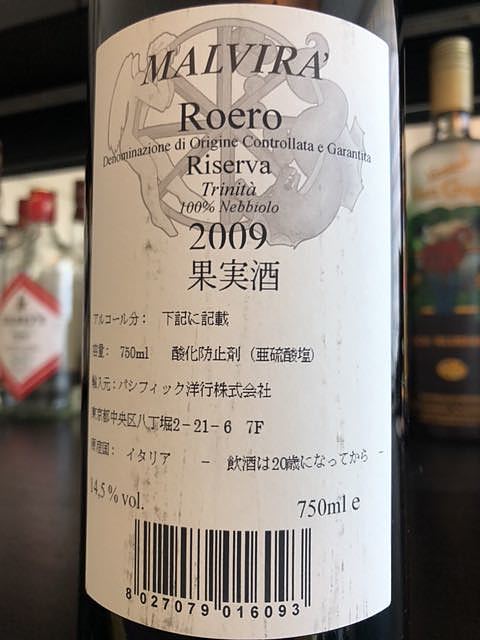 MALVIRA'
Roero
Denominazione di Origine Controllata e Garantita
Riserva
Trinità
100% Nebbiolo
2009
果実酒
アルコール分： 下記に記載
容量： 750ml 酸化防止剤（亜硫酸塩）
輸入元：パシフィック洋行株式会社
東京都中央区八丁堀2－21－6 7F
原産国： イタリア － 飲酒は20歳になってから －
14,5 % vol.
750ml e
8 027079 016093